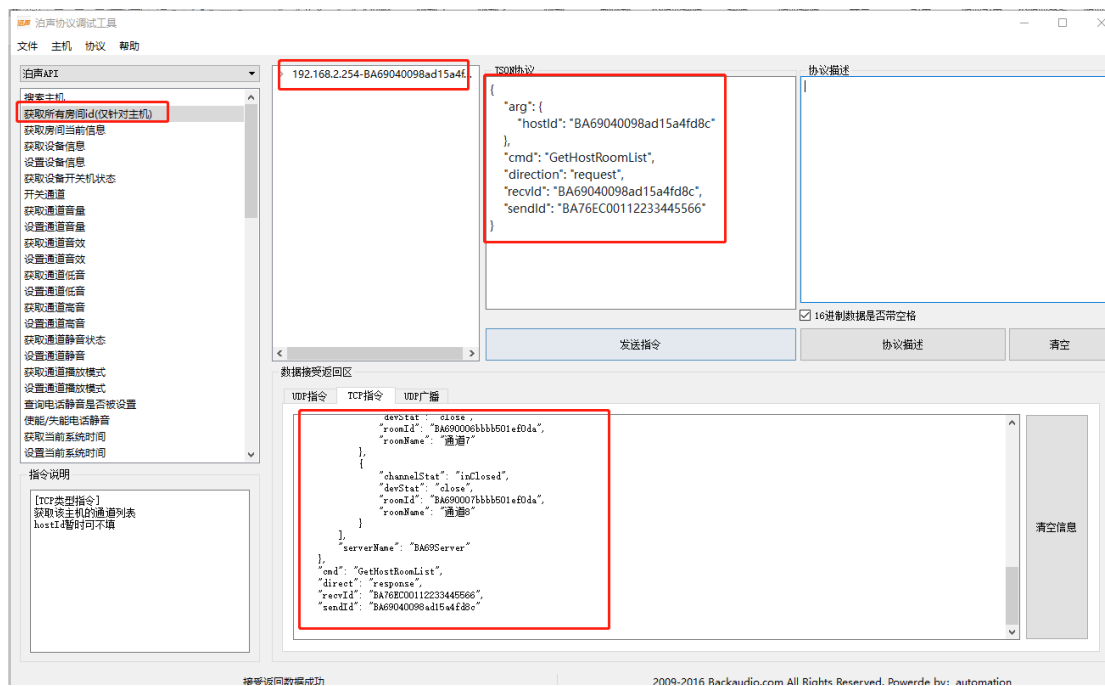 泊声协议调试工具
文件 主机 协议 帮助
泊声API
搜索主机
获取所有房间id(仅针对主机)
获取房间当前信息
获取设备信息
设置设备信息
获取设备开关机状态
开关通道
获取通道音量
设置通道音量
获取通道音效
设置通道音效
获取通道低音
设置通道低音
获取通道高音
设置通道高音
获取通道静音状态
设置通道静音
获取通道播放模式
设置通道播放模式
查询电话静音是否被设置
使能/失能电话静音
获取当前系统时间
设置当前系统时间
指令说明
[TCP类型指令]
获取该主机的通道列表
hostId暂时可不填
192.168.2.254-BA69040098ad15a4f...
JSON协议
{
"arg": {
"hostId": "BA69040098ad15a4fd8c"
},
"cmd": "GetHostRoomList",
"direction": "request",
"recvId": "BA69040098ad15a4fd8c",
"sendId": "BA76EC00112233445566"
}
协议描述
16进制数据是否带空格
发送指令
协议描述
清空
数据接受返回区
UDP指令 TCP指令 UDP广播
"devStat": "close",
"roomId": "BA690006bbbb501ef0da",
"roomName": "通道7"
},
{
"channelStat": "inClosed",
"devStat": "close",
"roomId": "BA690007bbbb501ef0da",
"roomName": "通道8"
}
],
"serverName": "BA69Server"
},
"cmd": "GetHostRoomList",
"direct": "response",
"recvId": "BA76EC00112233445566",
"sendId": "BA69040098ad15a4fd8c"
清空信息
接受返回数据成功
2009-2016 Backaudio.com All Rights Reserved. Powerde by: automation